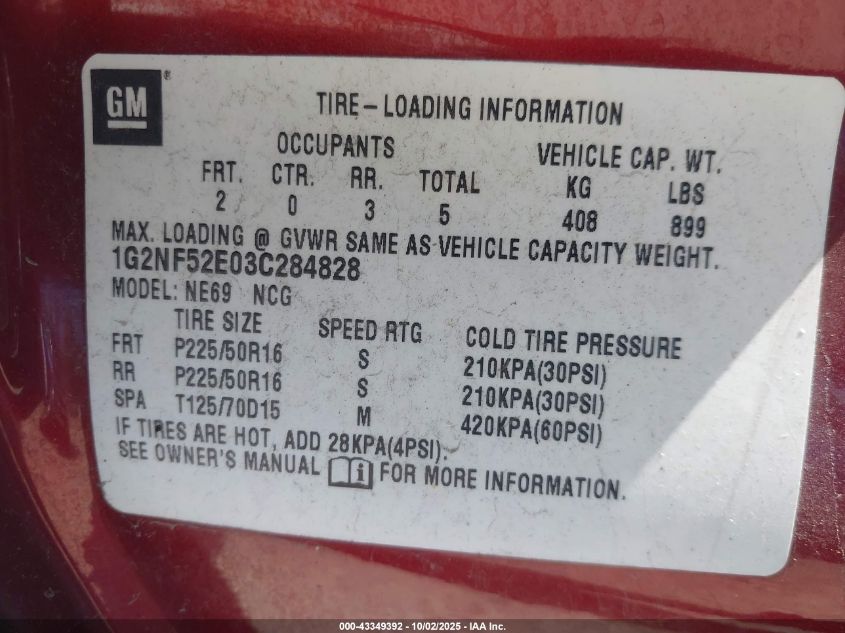 GM®
TIRE-LOADING INFORMATION
OCCUPANTS VEHICLE CAP. WT.
FRT. CTR. RR. TOTAL KG LBS
2 0 3 5 408 899
MAX. LOADING @ GVWR SAME AS VEHICLE CAPACITY WEIGHT.
1G2NF52E03C284828
MODEL: NE69 NCG
TIRE SIZE SPEED RTG COLD TIRE PRESSURE
FRT P225/50R16 S 210KPA(30PSI)
RR P225/50R16 S 210KPA(30PSI)
SPA T125/70D15 M 420KPA(60PSI)
IF TIRES ARE HOT, ADD 28KPA(4PSI).
SEE OWNER'S MANUAL i FOR MORE INFORMATION.
000-43349392 - 10/02/2025 - IAA Inc.